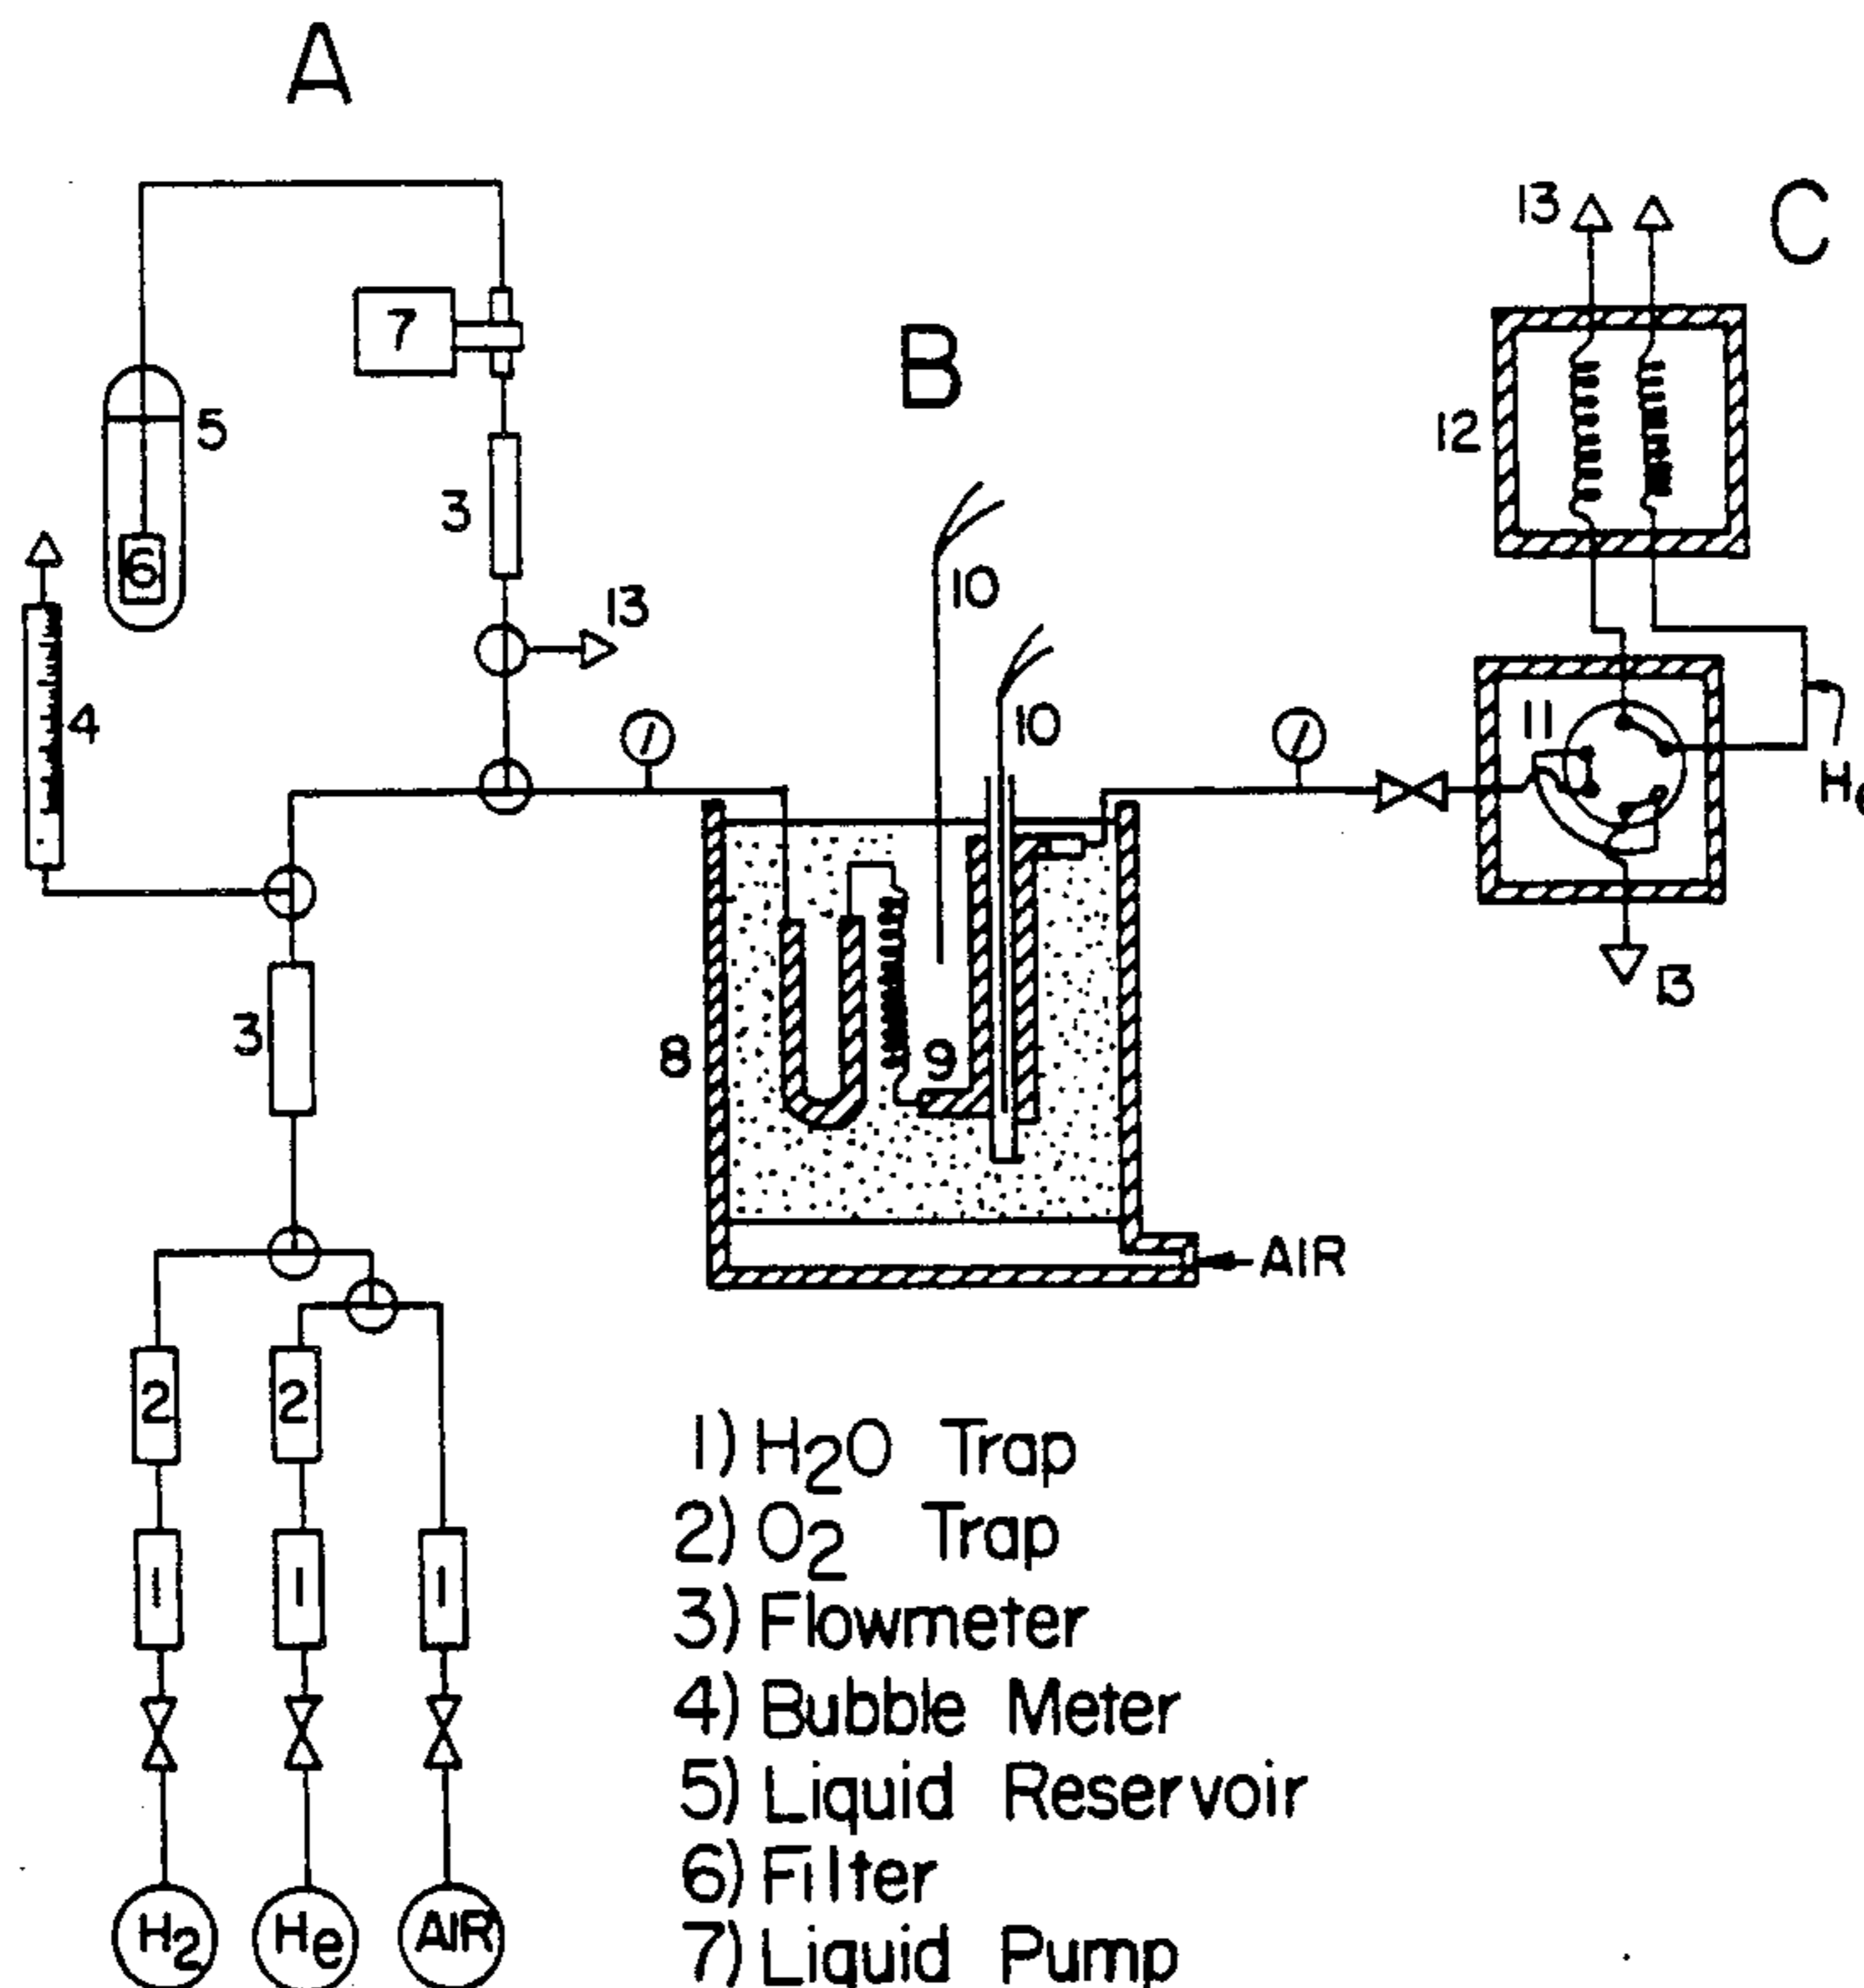 A
13
C
7
B
12
5
3
6
10
13
4
10
11
He
13
3
8
9
AIR
2
2
1
1
1
H2
He
AIR
1) H2O Trap
2) O2 Trap
3) Flowmeter
4) Bubble Meter
5) Liquid Reservoir
6) Filter
7) Liquid Pump